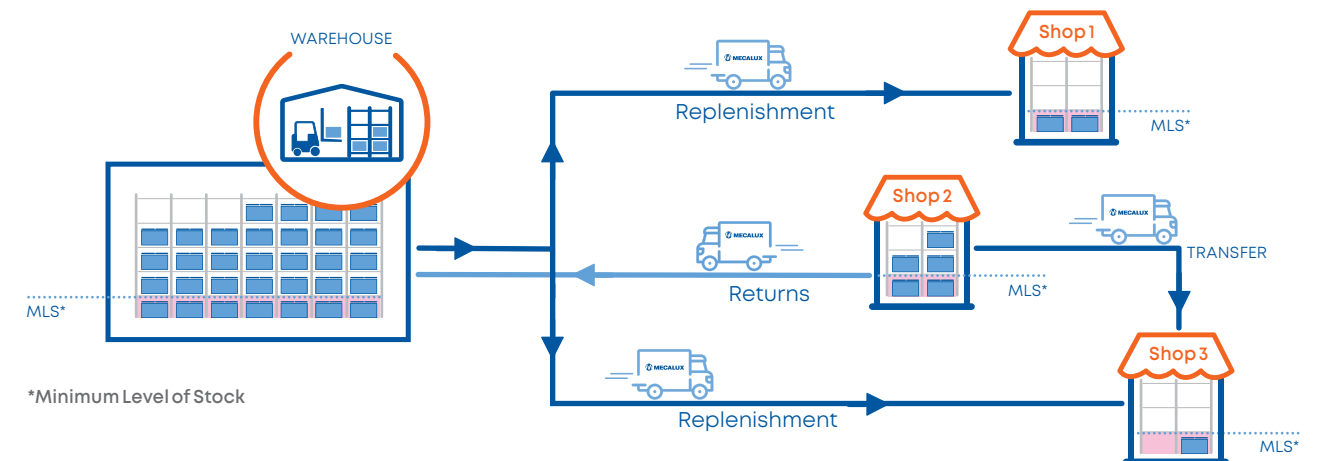 WAREHOUSE
Shop 1
MECALUX
Replenishment
MLS*
Shop 2
MECALUX
MECALUX
TRANSFER
Returns
MLS*
MLS*
Shop 3
MECALUX
*Minimum Level of Stock
Replenishment
MLS*